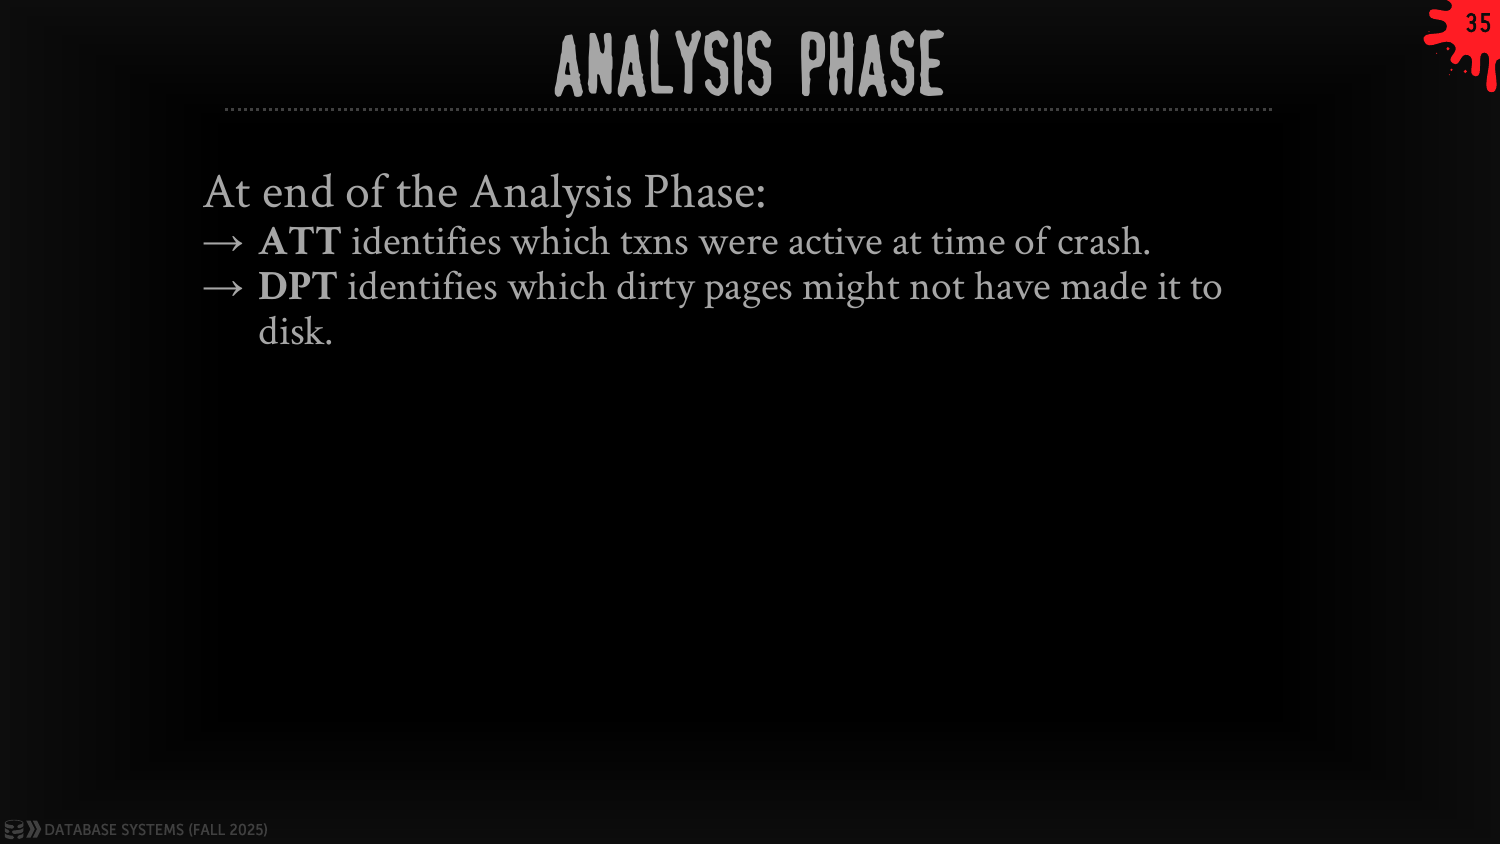 35
ANALYSIS PHASE
At end of the Analysis Phase:
→ ATT identifies which txns were active at time of crash.
→ DPT identifies which dirty pages might not have made it to
disk.
DATABASE SYSTEMS (FALL 2025)